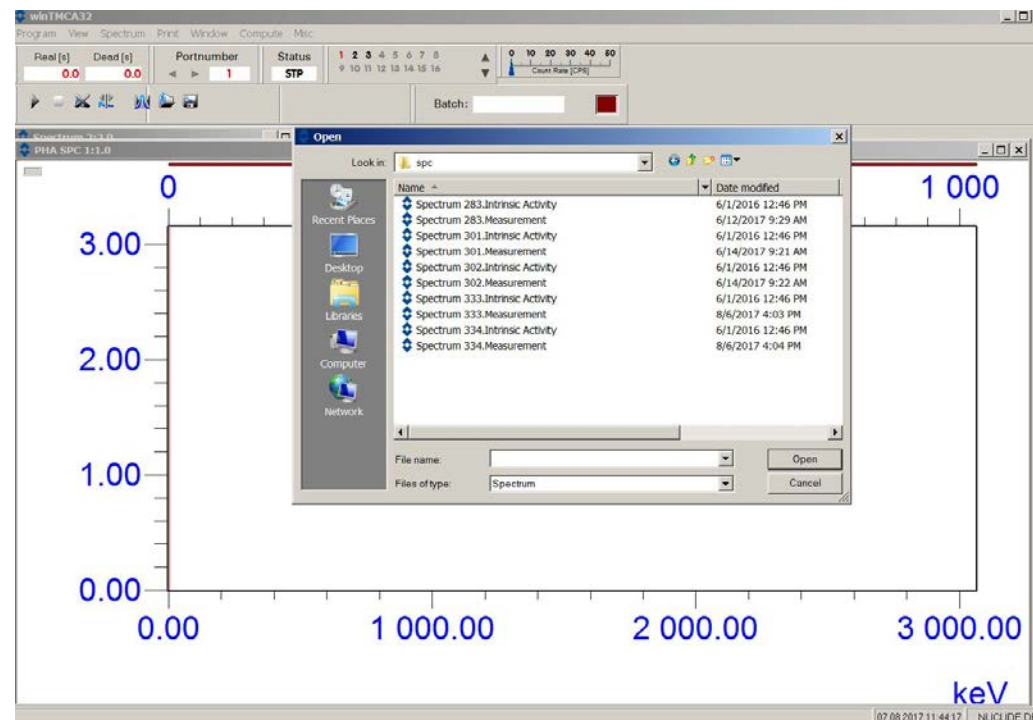 winTMCA32
Program View Spectrum Print Window Compute Misc
Real [s] Dead [s] Portnumber Status 1 2 3 4 5 6 7 8 0 10 20 30 40 50
0.0 0.0 1 STP 9 10 11 12 13 14 15 16 Count Rate [CPS]
Batch:
Spectrum 2:2.0
PHA SPC 1:1.0
Open
Look in: spc
Name Date modified
Spectrum 283.Intrinsic Activity 6/1/2016 12:46 PM
Spectrum 283.Measurement 6/12/2017 9:29 AM
Spectrum 301.Intrinsic Activity 6/1/2016 12:46 PM
Spectrum 301.Measurement 6/14/2017 9:21 AM
Spectrum 302.Intrinsic Activity 6/1/2016 12:46 PM
Spectrum 302.Measurement 6/14/2017 9:22 AM
Spectrum 333.Intrinsic Activity 6/1/2016 12:46 PM
Spectrum 333.Measurement 8/6/2017 4:03 PM
Spectrum 334.Intrinsic Activity 6/1/2016 12:46 PM
Spectrum 334.Measurement 8/6/2017 4:04 PM
Recent Places
Desktop
Libraries
Computer
Network
File name: Open
Files of type: Spectrum Cancel
0 1 000
3.00
2.00
1.00
0.00
0.00 1 000.00 2 000.00 3 000.00
keV
07.08.2017 11:44:17 NUCLIDE